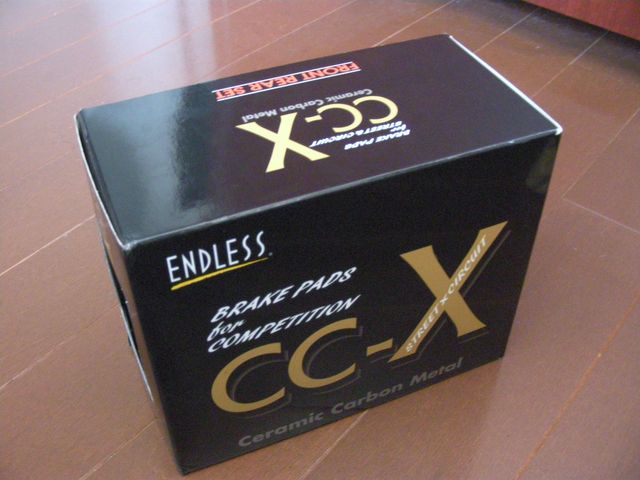 FRONT REAR SET
Ceramic Carbon Metal
CC-X
BRAKE PADS
for
STREET & CIRCUIT
ENDLESS
BRAKE PADS
for
COMPETITION
CC-X
STREET X CIRCUIT
Ceramic Carbon Metal